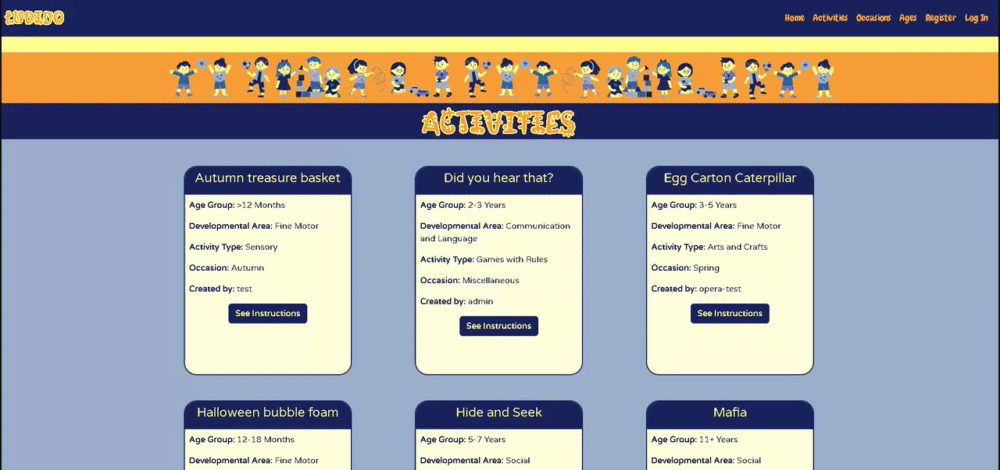 LUDIDO
Home Activities Occasions Ages Register Log In
ACTIVITIES
Autumn treasure basket
Age Group: >12 Months
Developmental Area: Fine Motor
Activity Type: Sensory
Occasion: Autumn
Created by: test
See Instructions
Did you hear that?
Age Group: 2-3 Years
Developmental Area: Communication
and Language
Activity Type: Games with Rules
Occasion: Miscellaneous
Created by: admin
See Instructions
Egg Carton Caterpillar
Age Group: 3-5 Years
Developmental Area: Fine Motor
Activity Type: Arts and Crafts
Occasion: Spring
Created by: opera-test
See Instructions
Halloween bubble foam
Age Group: 12-18 Months
Developmental Area: Fine Motor
Hide and Seek
Age Group: 5-7 Years
Developmental Area: Social
Mafia
Age Group: 11+ Years
Developmental Area: Social